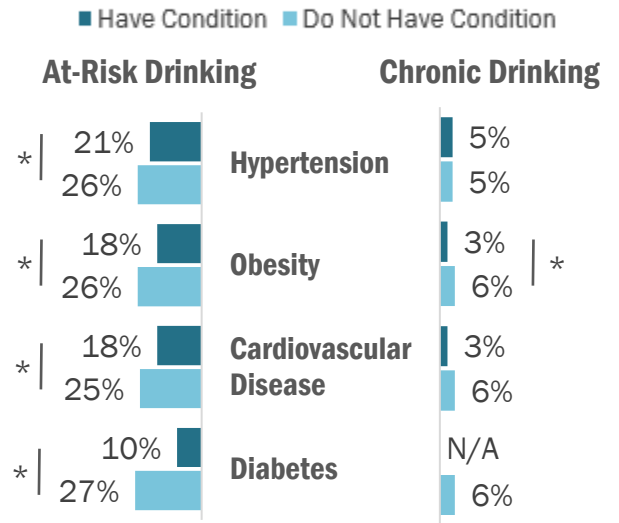 Have Condition Do Not Have Condition
At-Risk Drinking Chronic Drinking
* 21% Hypertension 5%
26% 5%
* 18% Obesity 3% *
26% 6%
* 18% Cardiovascular 3%
25% Disease 6%
* 10% Diabetes N/A
27% 6%